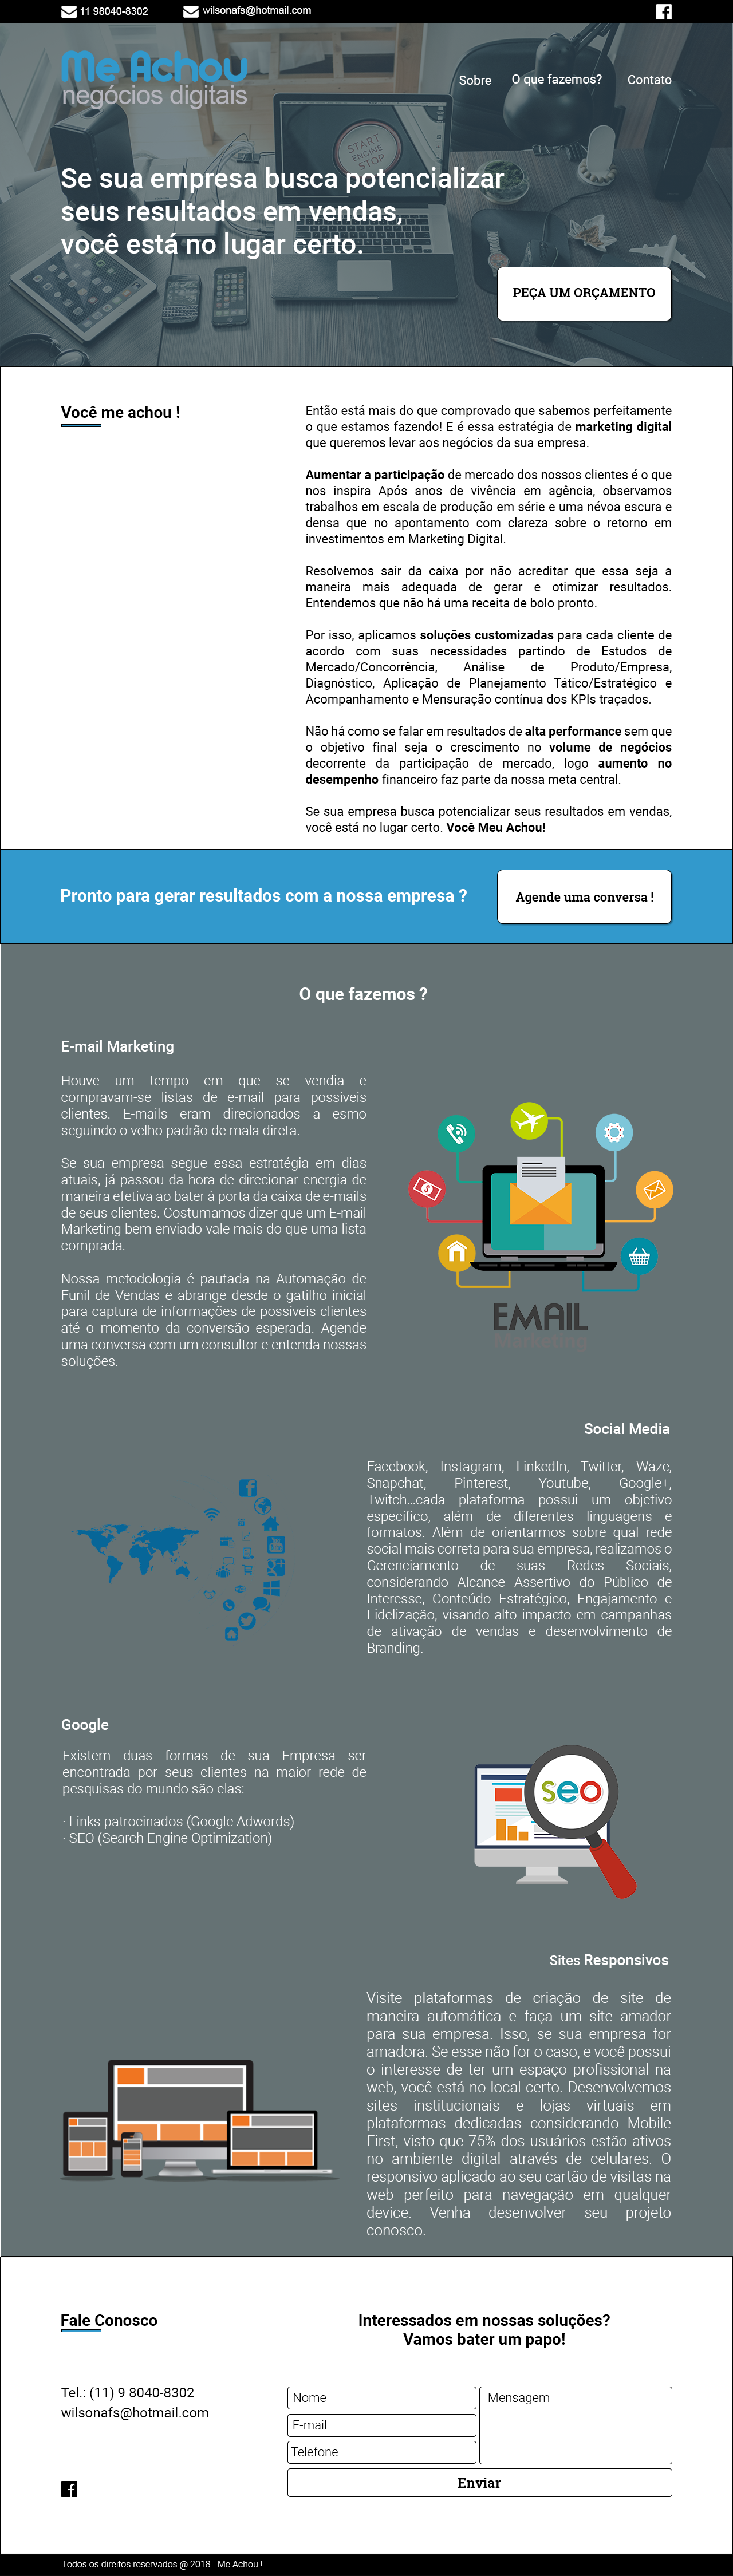 11 98040-8302
wilsonafs@hotmail.com
Me Achou
negócios digitais
Sobre
O que fazemos?
Contato
START
ENGINE
STOP
Se sua empresa busca potencializar
seus resultados em vendas,
você está no lugar certo.
PEÇA UM ORÇAMENTO
Você me achou !
Então está mais do que comprovado que sabemos perfeitamente
o que estamos fazendo! E é essa estratégia de marketing digital
que queremos levar aos negócios da sua empresa.
Aumentar a participação de mercado dos nossos clientes é o que
nos inspira Após anos de vivência em agência, observamos
trabalhos em escala de produção em série e uma névoa escura e
densa que no apontamento com clareza sobre o retorno em
investimentos em Marketing Digital.
Resolvemos sair da caixa por não acreditar que essa seja a
maneira mais adequada de gerar e otimizar resultados.
Entendemos que não há uma receita de bolo pronto.
Por isso, aplicamos soluções customizadas para cada cliente de
acordo com suas necessidades partindo de Estudos de
Mercado/Concorrência, Análise de Produto/Empresa,
Diagnóstico, Aplicação de Planejamento Tático/Estratégico e
Acompanhamento e Mensuração contínua dos KPIs traçados.
Não há como se falar em resultados de alta performance sem que
o objetivo final seja o crescimento no volume de negócios
decorrente da participação de mercado, logo aumento no
desempenho financeiro faz parte da nossa meta central.
Se sua empresa busca potencializar seus resultados em vendas,
você está no lugar certo. Você Meu Achou!
Pronto para gerar resultados com a nossa empresa ?
Agende uma conversa !
O que fazemos ?
E-mail Marketing
Houve um tempo em que se vendia e
compravam-se listas de e-mail para possíveis
clientes. E-mails eram direcionados a esmo
seguindo o velho padrão de mala direta.
Se sua empresa segue essa estratégia em dias
atuais, já passou da hora de direcionar energia de
maneira efetiva ao bater à porta da caixa de e-mails
de seus clientes. Costumamos dizer que um E-mail
Marketing bem enviado vale mais do que uma lista
comprada.
Nossa metodologia é pautada na Automação de
Funil de Vendas e abrange desde o gatilho inicial
para captura de informações de possíveis clientes
até o momento da conversão esperada. Agende
uma conversa com um consultor e entenda nossas
soluções.
EMAIL
Marketing
Social Media
Facebook, Instagram, LinkedIn, Twitter, Waze,
Snapchat, Pinterest, Youtube, Google+,
Twitch...cada plataforma possui um objetivo
específico, além de diferentes linguagens e
formatos. Além de orientarmos sobre qual rede
social mais correta para sua empresa, realizamos o
Gerenciamento de suas Redes Sociais,
considerando Alcance Assertivo do Público de
Interesse, Conteúdo Estratégico, Engajamento e
Fidelização, visando alto impacto em campanhas
de ativação de vendas e desenvolvimento de
Branding.
Google
Existem duas formas de sua Empresa ser
encontrada por seus clientes na maior rede de
pesquisas do mundo são elas:
· Links patrocinados (Google Adwords)
· SEO (Search Engine Optimization)
seo
Sites Responsivos
Visite plataformas de criação de site de
maneira automática e faça um site amador
para sua empresa. Isso, se sua empresa for
amadora. Se esse não for o caso, e você possui
o interesse de ter um espaço profissional na
web, você está no local certo. Desenvolvemos
sites institucionais e lojas virtuais em
plataformas dedicadas considerando Mobile
First, visto que 75% dos usuários estão ativos
no ambiente digital através de celulares. O
responsivo aplicado ao seu cartão de visitas na
web perfeito para navegação em qualquer
device. Venha desenvolver seu projeto
conosco.
Fale Conosco
Interessados em nossas soluções?
Vamos bater um papo!
Tel.: (11) 9 8040-8302
wilsonafs@hotmail.com
Nome
E-mail
Telefone
Mensagem
Enviar
Todos os direitos reservados @ 2018 - Me Achou !